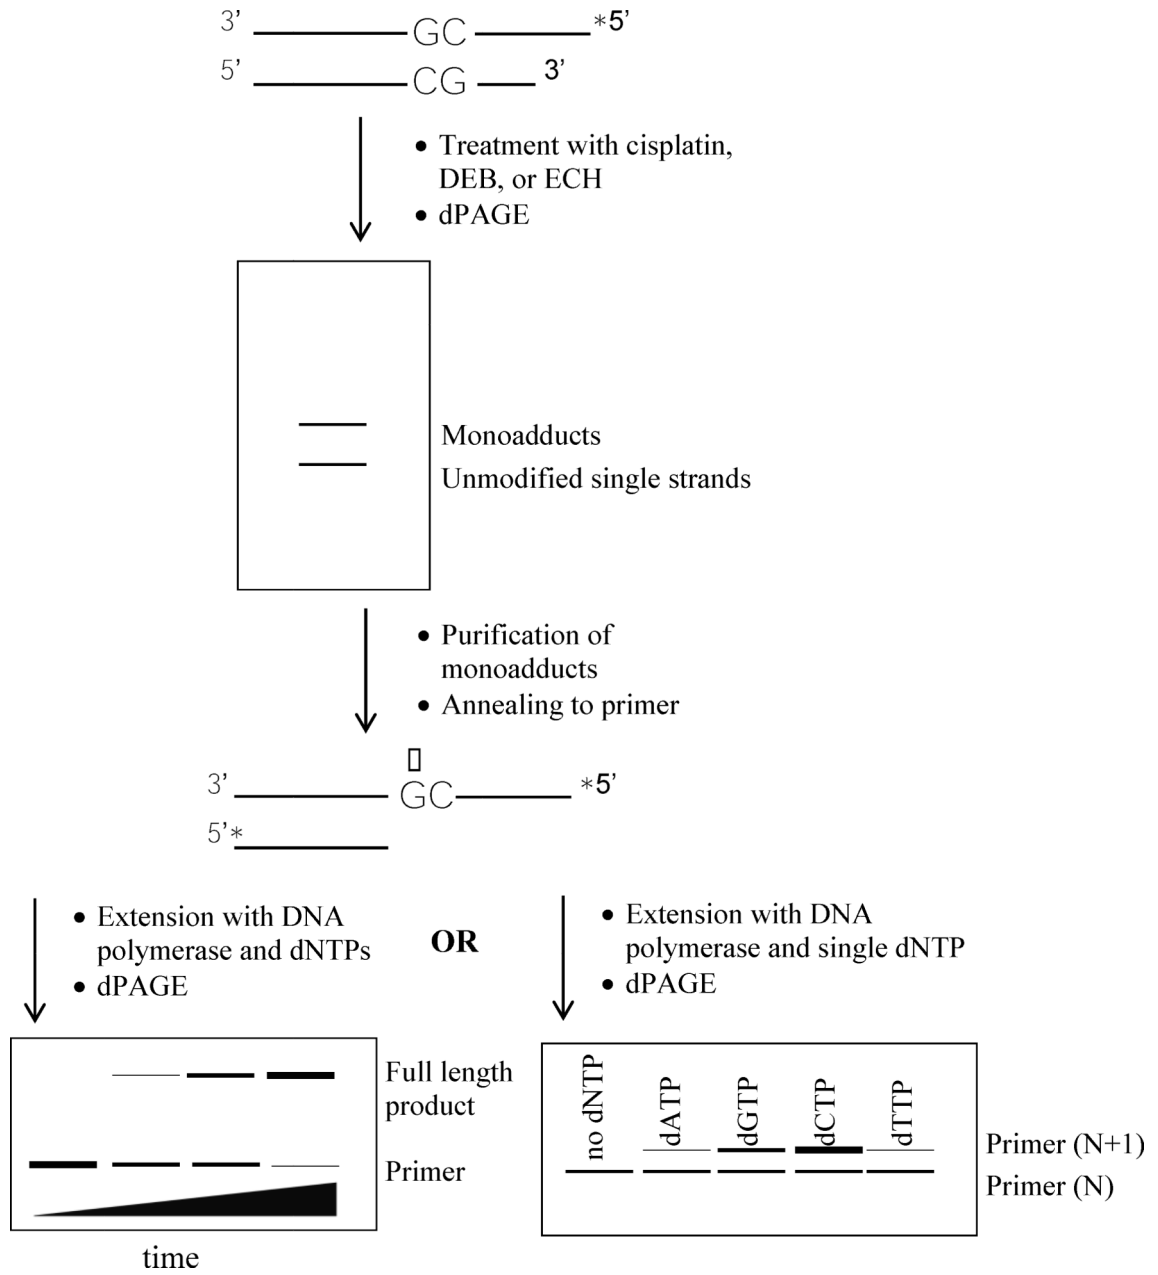 3' GC *5'
5' CG 3'
• Treatment with cisplatin,
DEB, or ECH
• dPAGE
Monoadducts
Unmodified single strands
• Purification of
monoadducts
• Annealing to primer
3' GC *5'
5'*
• Extension with DNA
polymerase and dNTPs
• dPAGE
OR
• Extension with DNA
polymerase and single dNTP
• dPAGE
Full length
product
Primer
time
no dNTP
dATP
dGTP
dCTP
dTTP
Primer (N+1)
Primer (N)